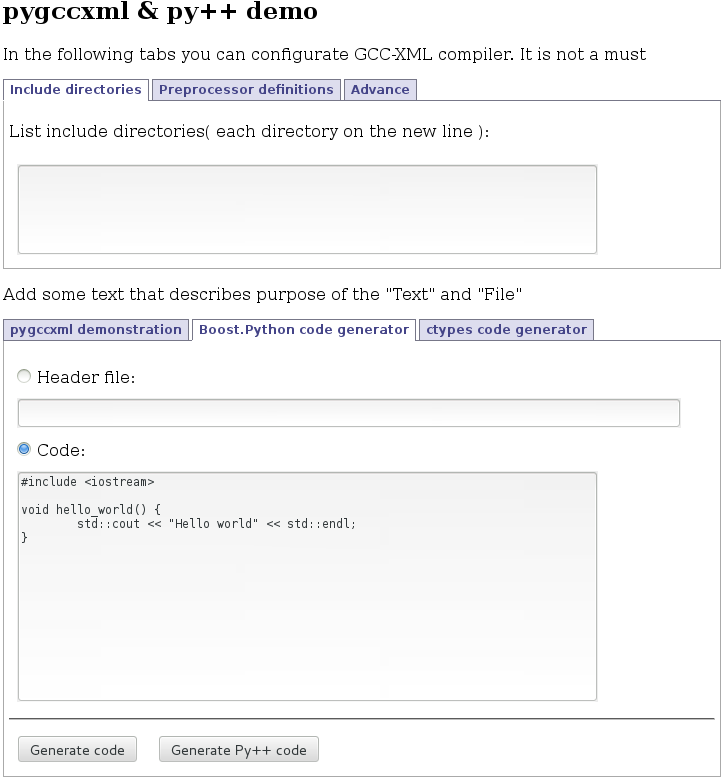 pygccxml & py++ demo
In the following tabs you can configurate GCC-XML compiler. It is not a must
Include directories Preprocessor definitions Advance
List include directories( each directory on the new line ):
Add some text that describes purpose of the "Text" and "File"
pygccxml demonstration Boost.Python code generator ctypes code generator
Header file:
Code:
#include <iostream>
void hello_world() {
        std::cout << "Hello world" << std::endl;
}
Generate code Generate Py++ code